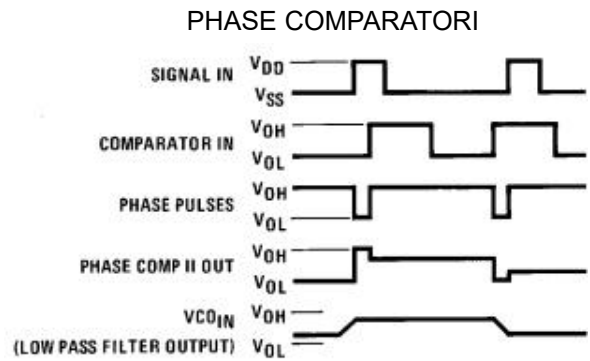 PHASE COMPARATORI
SIGNAL IN VDD
VSS
COMPARATOR IN VOH
VOL
PHASE PULSES VOH
VOL
PHASE COMP II OUT VOH
VOL
VCOIN VOH
(LOW PASS FILTER OUTPUT) VOL